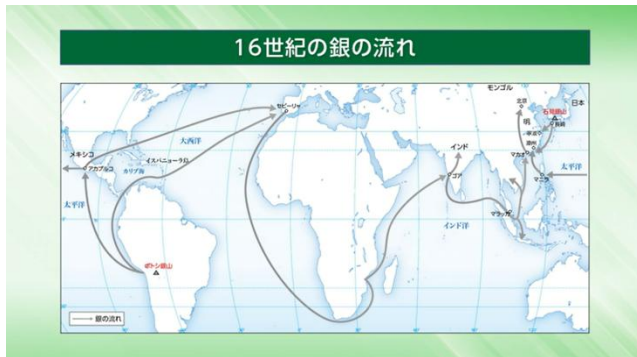 16世紀の銀の流れ
モンゴル
北京
日本
石見銀山
セビーリャ
明
大西洋
メキシコ
アカプルコ
カリブ海
イスパニョーラ島
インド
マカオ
太平洋
ゴア
マニラ
太平洋
マラッカ
インド洋
ポトシ銀山
銀の流れ